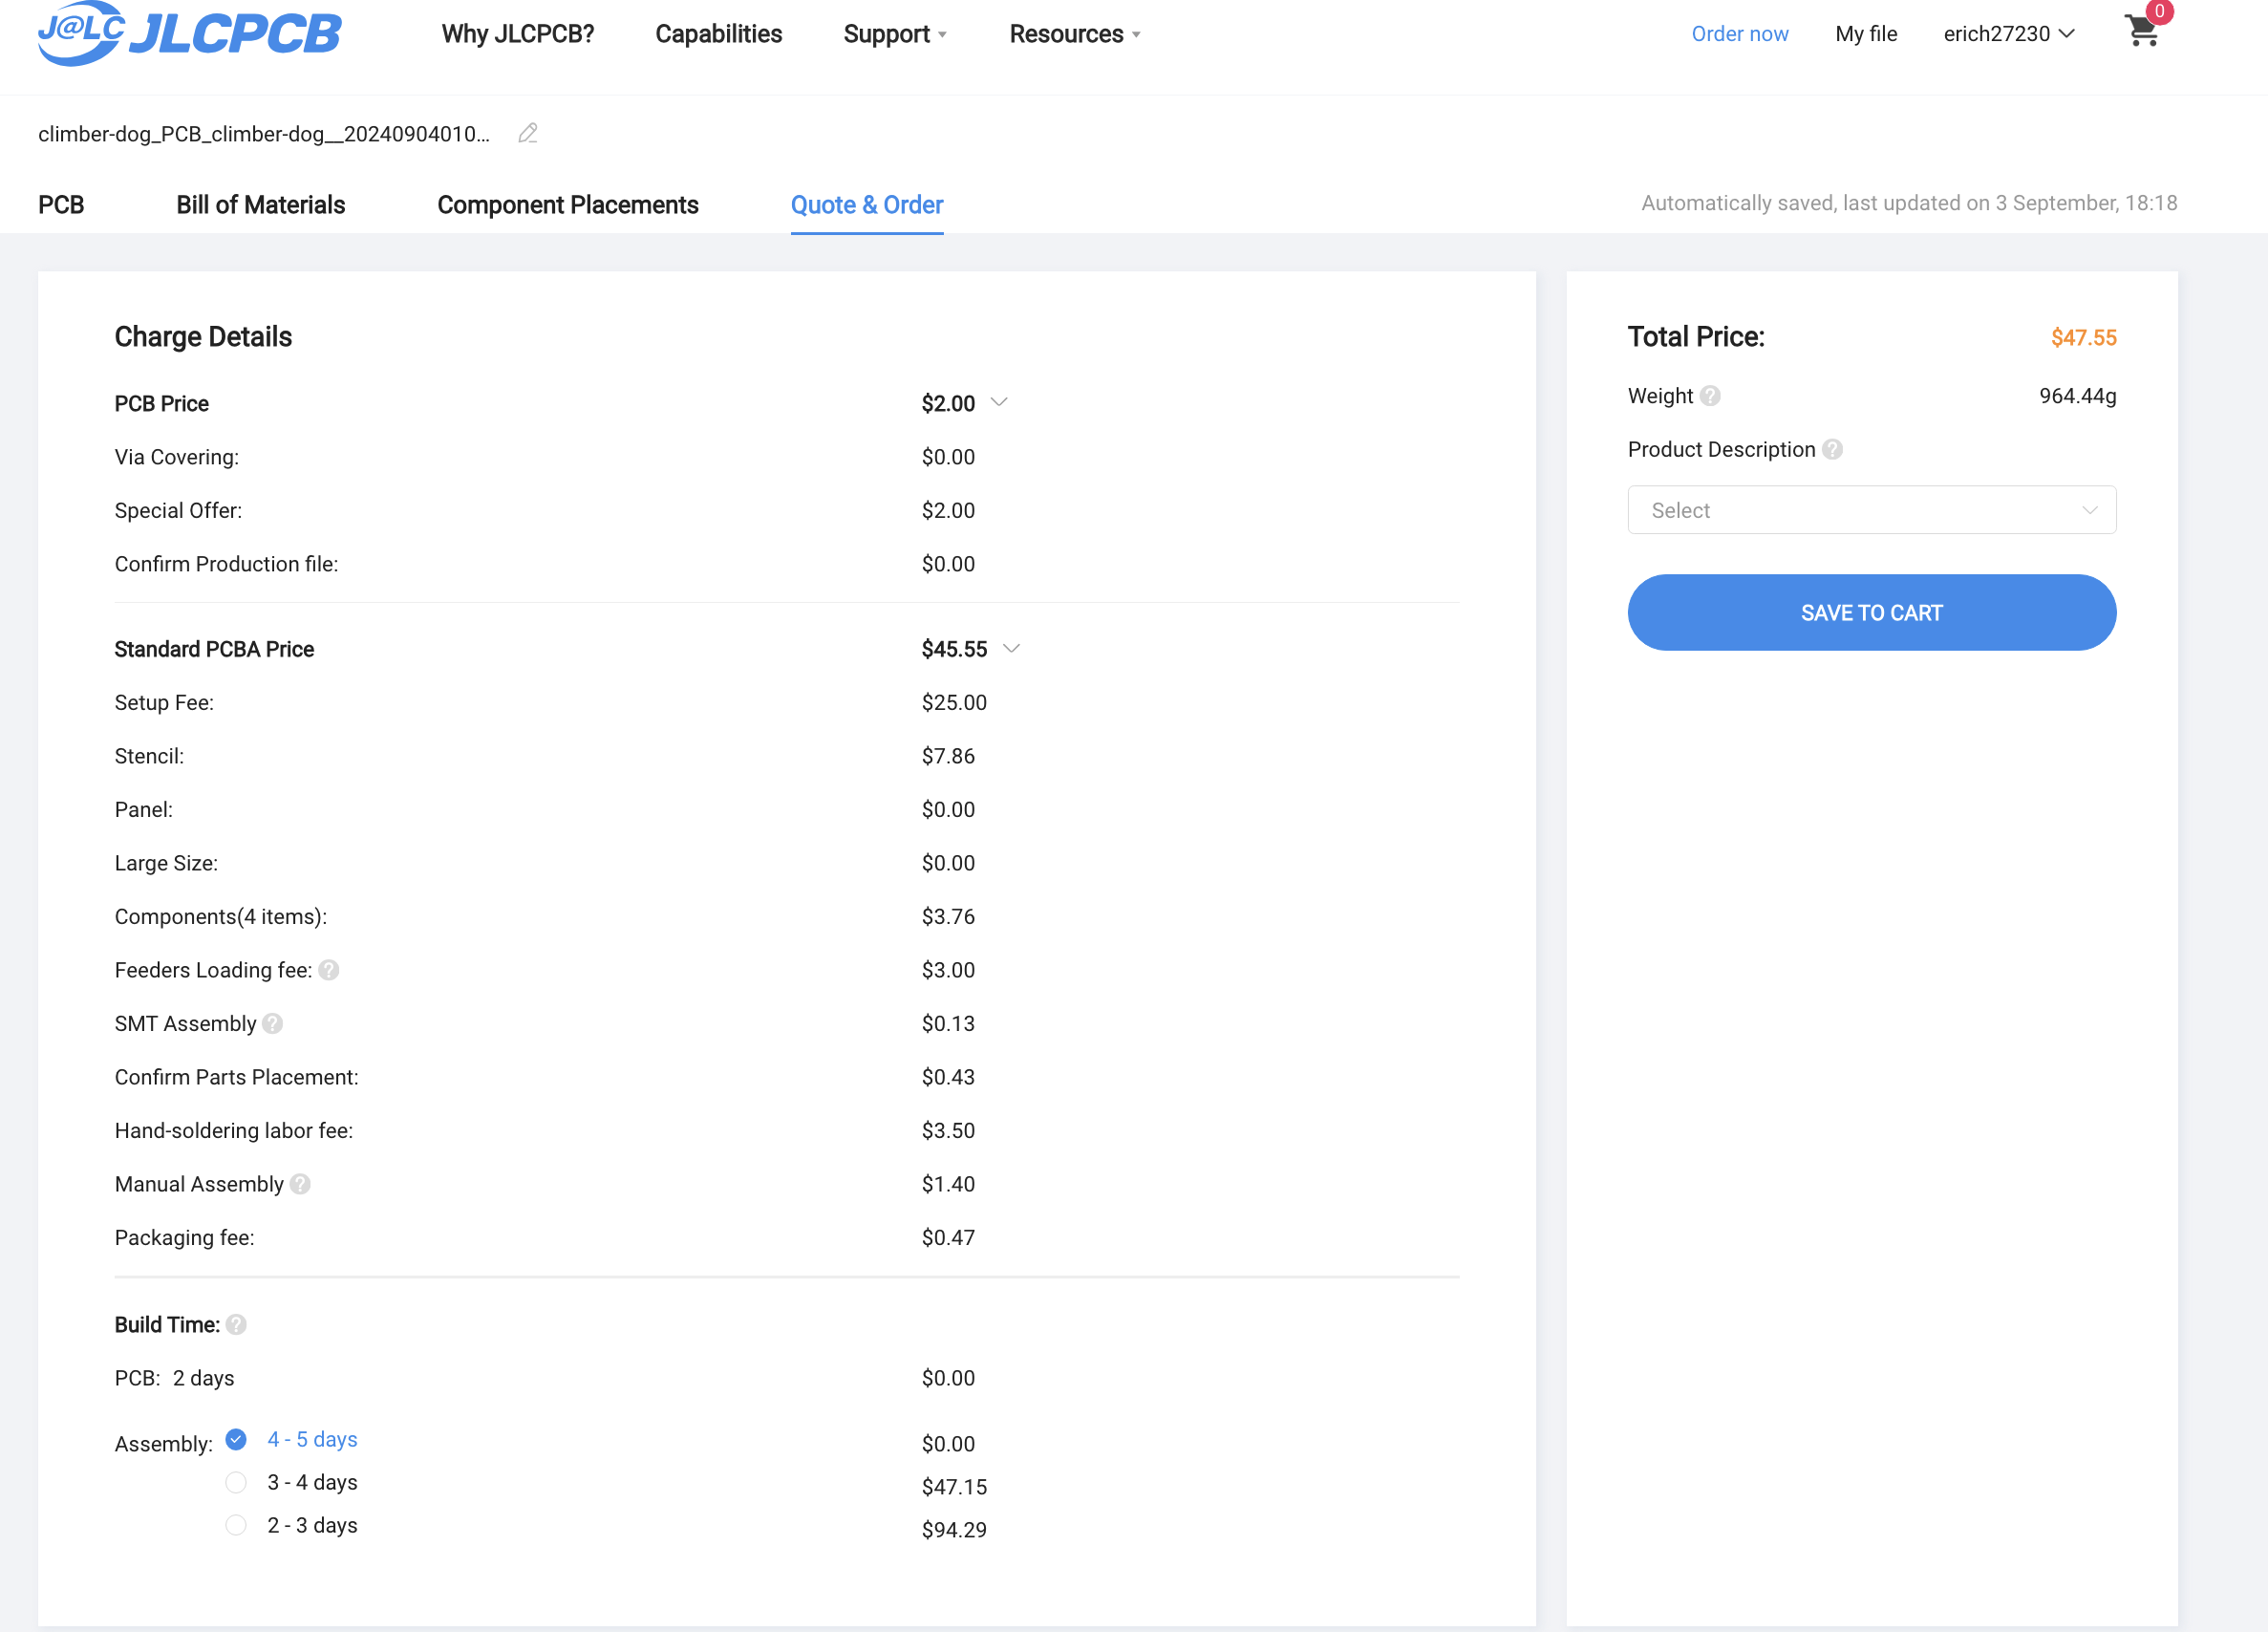 J@LC JLCPCB Why JLCPCB? Capabilities Support Resources Order now My file erich27230 0
climber-dog_PCB_climber-dog__20240904010...
PCB Bill of Materials Component Placements Quote & Order Automatically saved, last updated on 3 September, 18:18
Charge Details
PCB Price $2.00
Via Covering: $0.00
Special Offer: $2.00
Confirm Production file: $0.00
Standard PCBA Price $45.55
Setup Fee: $25.00
Stencil: $7.86
Panel: $0.00
Large Size: $0.00
Components(4 items): $3.76
Feeders Loading fee: ? $3.00
SMT Assembly ? $0.13
Confirm Parts Placement: $0.43
Hand-soldering labor fee: $3.50
Manual Assembly ? $1.40
Packaging fee: $0.47
Build Time: ?
PCB: 2 days $0.00
Assembly: 4 - 5 days $0.00
3 - 4 days $47.15
2 - 3 days $94.29
Total Price: $47.55
Weight ? 964.44g
Product Description ?
Select
SAVE TO CART